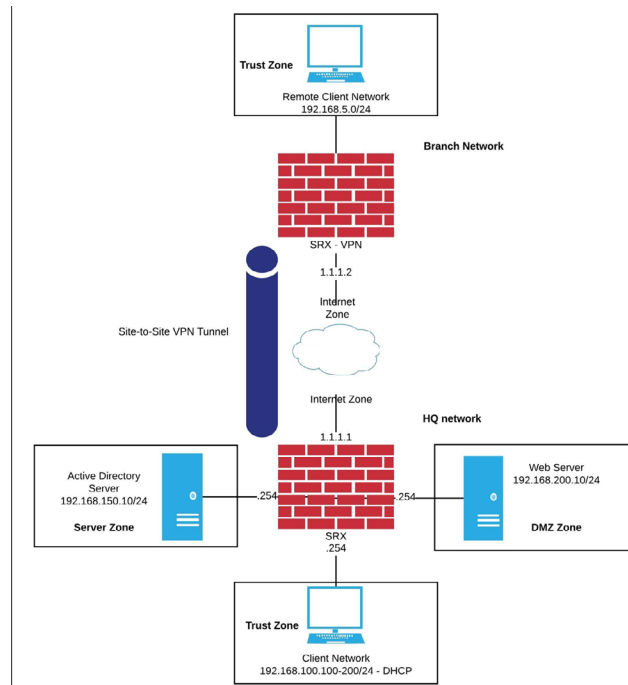 Trust Zone
Remote Client Network
192.168.5.0/24
Branch Network
SRX - VPN
1.1.1.2
Internet
Zone
Site-to-Site VPN Tunnel
Internet Zone
HQ network
1.1.1.1
Active Directory
Server
192.168.150.10/24
Server Zone
.254
.254
Web Server
192.168.200.10/24
DMZ Zone
SRX
.254
Trust Zone
Client Network
192.168.100.100-200/24 - DHCP